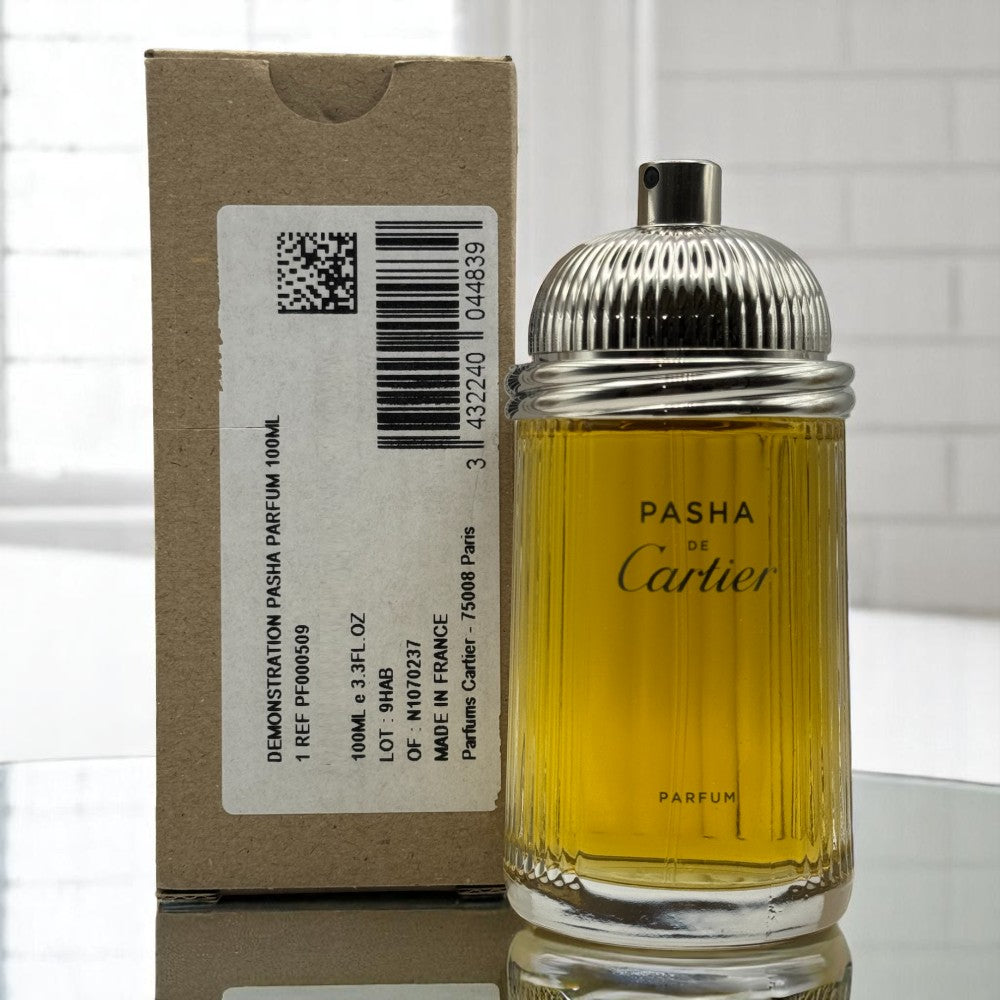 DEMONSTRATION PASHA PARFUM 100ML
1 REF PF000509
100ML e 3.3FL.OZ
LOT : 9HAB
OF : N1070237
MADE IN FRANCE
Parfums Cartier - 75008 Paris
3 432240 044839
PASHA
DE
Cartier
PARFUM